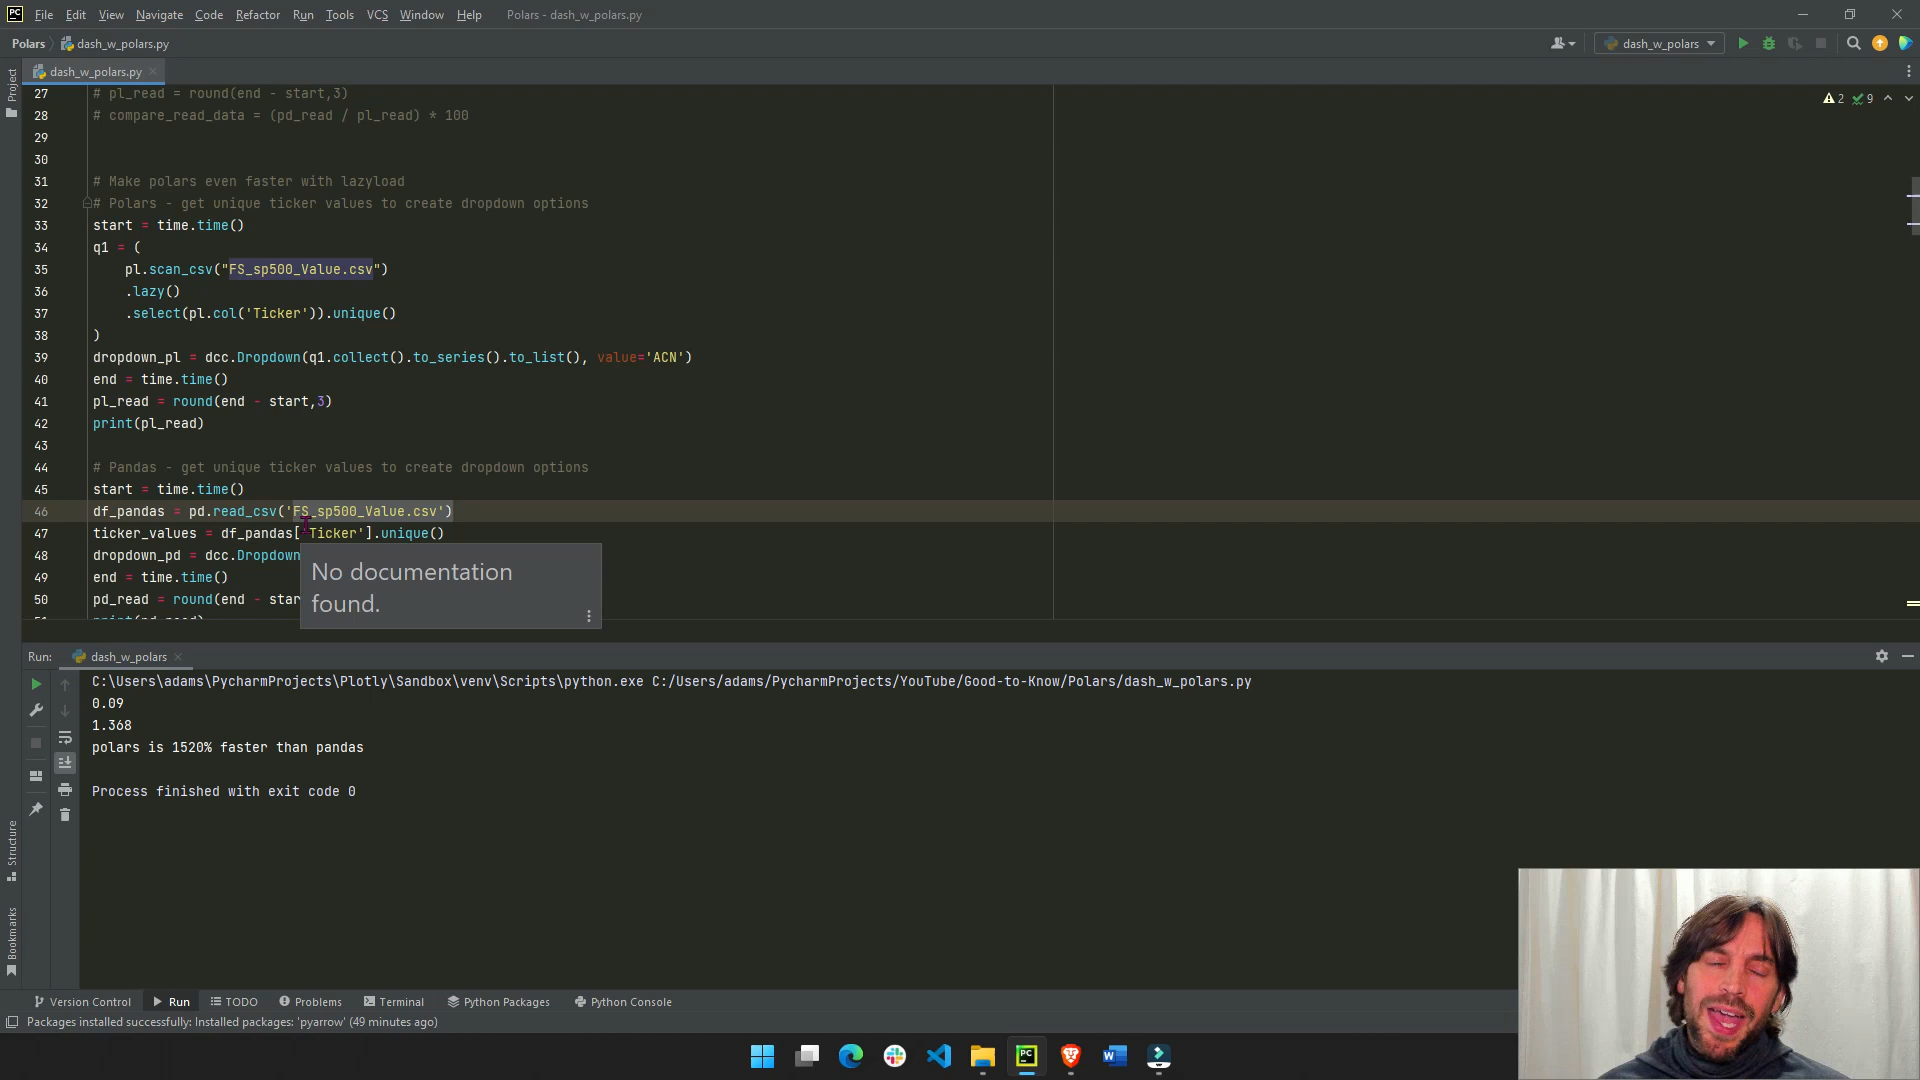 File Edit View Navigate Code Refactor Run Tools VCS Window Help Polars - dash_w_polars.py
Polars dash_w_polars.py dash_w_polars
dash_w_polars.py
Project
27 # pl_read = round(end - start,3)
28 # compare_read_data = (pd_read / pl_read) * 100
2 9
29
30
31 # Make polars even faster with lazyload
32 # Polars - get unique ticker values to create dropdown options
33 start = time.time()
34 q1 = (
35 pl.scan_csv("FS_sp500_Value.csv")
36 .lazy()
37 .select(pl.col('Ticker')).unique()
38 )
39 dropdown_pl = dcc.Dropdown(q1.collect().to_series().to_list(), value='ACN')
40 end = time.time()
41 pl_read = round(end - start,3)
42 print(pl_read)
43
44 # Pandas - get unique ticker values to create dropdown options
45 start = time.time()
46 df_pandas = pd.read_csv('FS_sp500_Value.csv')
47 ticker_values = df_pandas['Ticker'].unique()
48 dropdown_pd = dcc.Dropdown
49 end = time.time()
50 pd_read = round(end - star
No documentation
found.
Run: dash_w_polars
C:\Users\adams\PycharmProjects\Plotly\Sandbox\venv\Scripts\python.exe C:/Users/adams/PycharmProjects/YouTube/Good-to-Know/Polars/dash_w_polars.py
0.09
1.368
polars is 1520% faster than pandas
Process finished with exit code 0
Structure
Bookmarks
Version Control Run TODO Problems Terminal Python Packages Python Console
Packages installed successfully: Installed packages: 'pyarrow' (49 minutes ago)